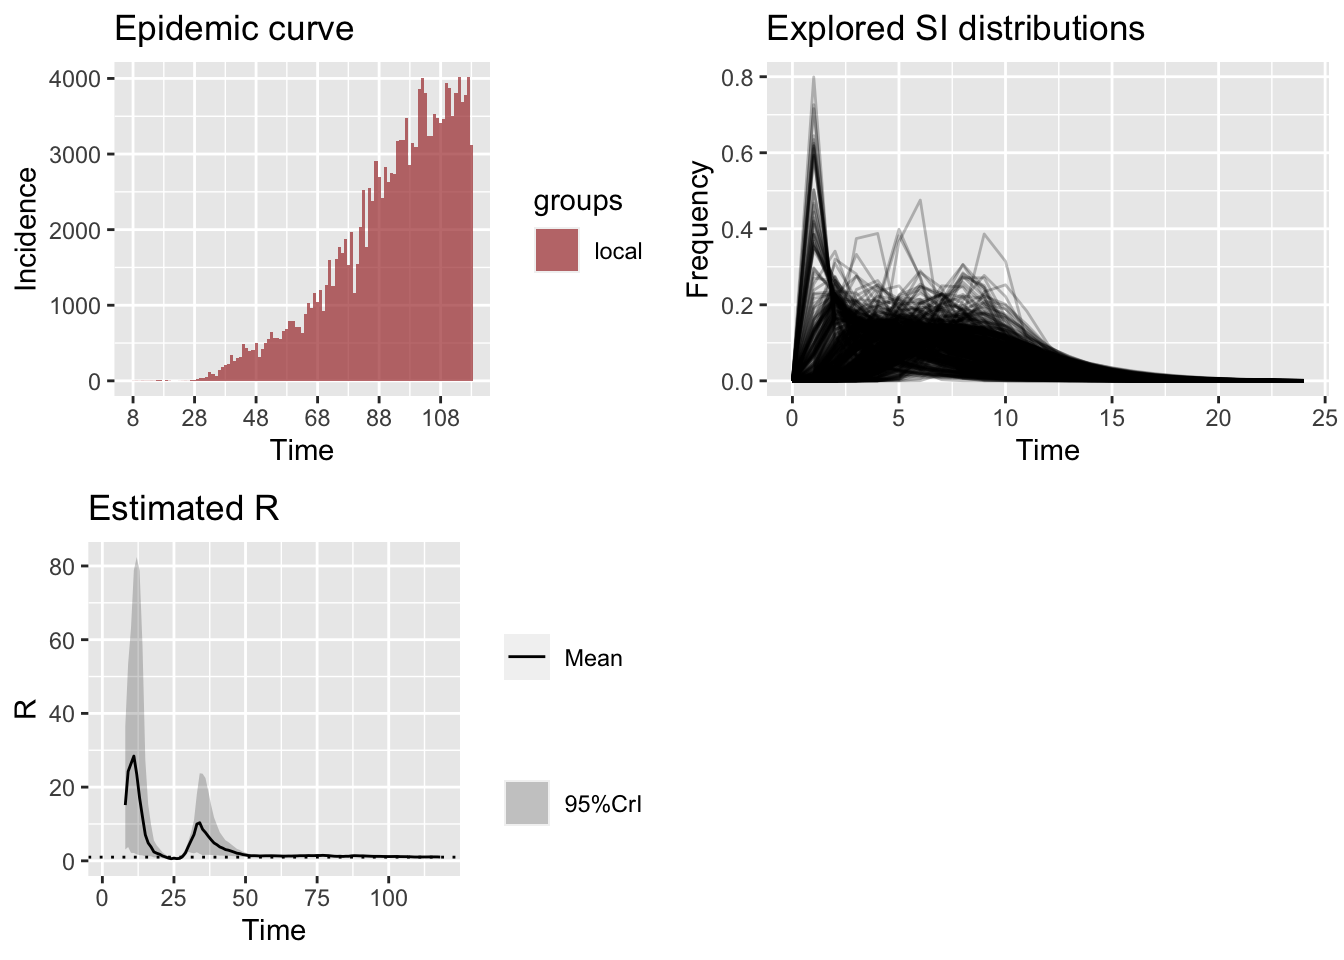 Epidemic curve
4000
3000
2000
1000
0
Incidence
8 28 48 68 88 108
Time
groups
local
Explored SI distributions
0.8
0.6
0.4
0.2
0.0
Frequency
0 5 10 15 20 25
Time
Estimated R
80
60
40
20
0
R
0 25 50 75 100
Time
Mean
95%CrI